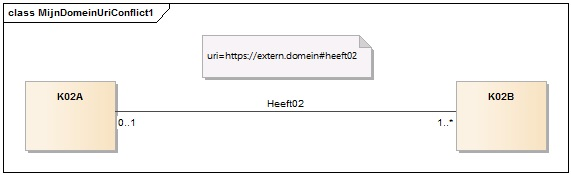 class MijnDomeinUriConflict1
uri=https://extern.domein#heeft02
K02A
K02B
Heeft02
0..1
1..*